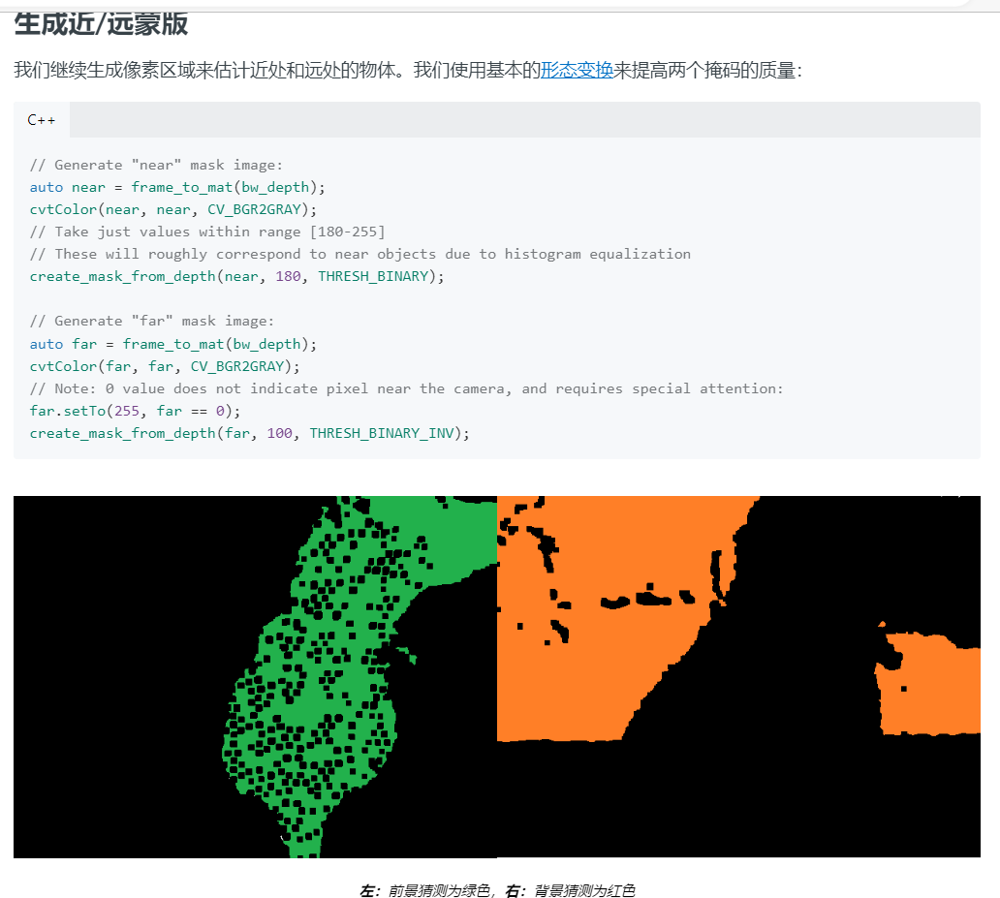 生成近/远蒙版
我们继续生成像素区域来估计近处和远处的物体。我们使用基本的形态变换来提高两个掩码的质量：
C++
// Generate "near" mask image:
auto near = frame_to_mat(bw_depth);
cvtColor(near, near, CV_BGR2GRAY);
// Take just values within range [180-255]
// These will roughly correspond to near objects due to histogram equalization
create_mask_from_depth(near, 180, THRESH_BINARY);
// Generate "far" mask image:
auto far = frame_to_mat(bw_depth);
cvtColor(far, far, CV_BGR2GRAY);
// Note: 0 value does not indicate pixel near the camera, and requires special attention:
far.setTo(255, far == 0);
create_mask_from_depth(far, 100, THRESH_BINARY_INV);
左：前景猜测为绿色，右：背景猜测为红色